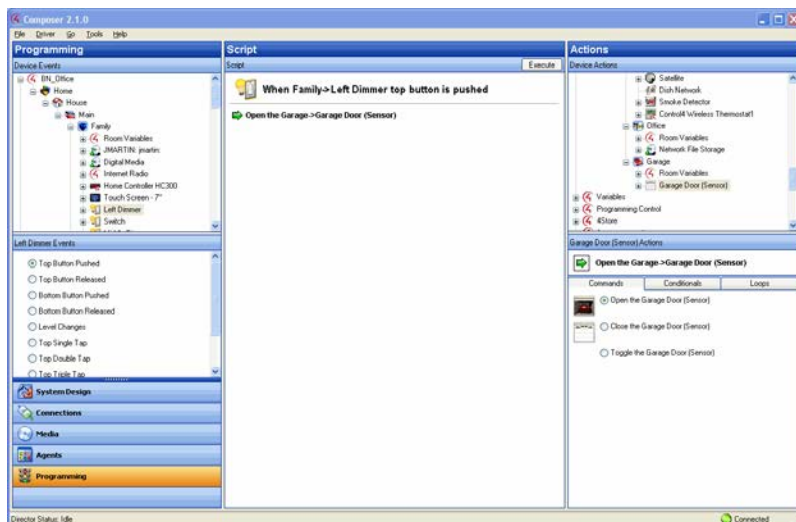 Composer 2.1.0
File Driver Go Tools Help
Programming
Device Events
BN_Office
Home
House
Main
Family
Room Variables
JMARTIN: jmartin:
Digital Media
Internet Radio
Home Controller HC300
Touch Screen - 7"
Left Dimmer
Switch
Left Dimmer Events
Top Button Pushed
Top Button Released
Bottom Button Pushed
Bottom Button Released
Level Changes
Top Single Tap
Top Double Tap
Top Triple Tap
System Design
Connections
Media
Agents
Programming
Script
Script Execute
When Family->Left Dimmer top button is pushed
Open the Garage->Garage Door (Sensor)
Actions
Device Actions
Satellite
Dish Network
Smoke Detector
Control4 Wireless Thermostat1
Office
Room Variables
Network File Storage
Garage
Room Variables
Garage Door (Sensor)
Variables
Programming Control
4Store
Garage Door (Sensor) Actions
Open the Garage->Garage Door (Sensor)
Commands Conditionals Loops
Open the Garage Door (Sensor)
Close the Garage Door (Sensor)
Toggle the Garage Door (Sensor)
Director Status: Idle
Connected